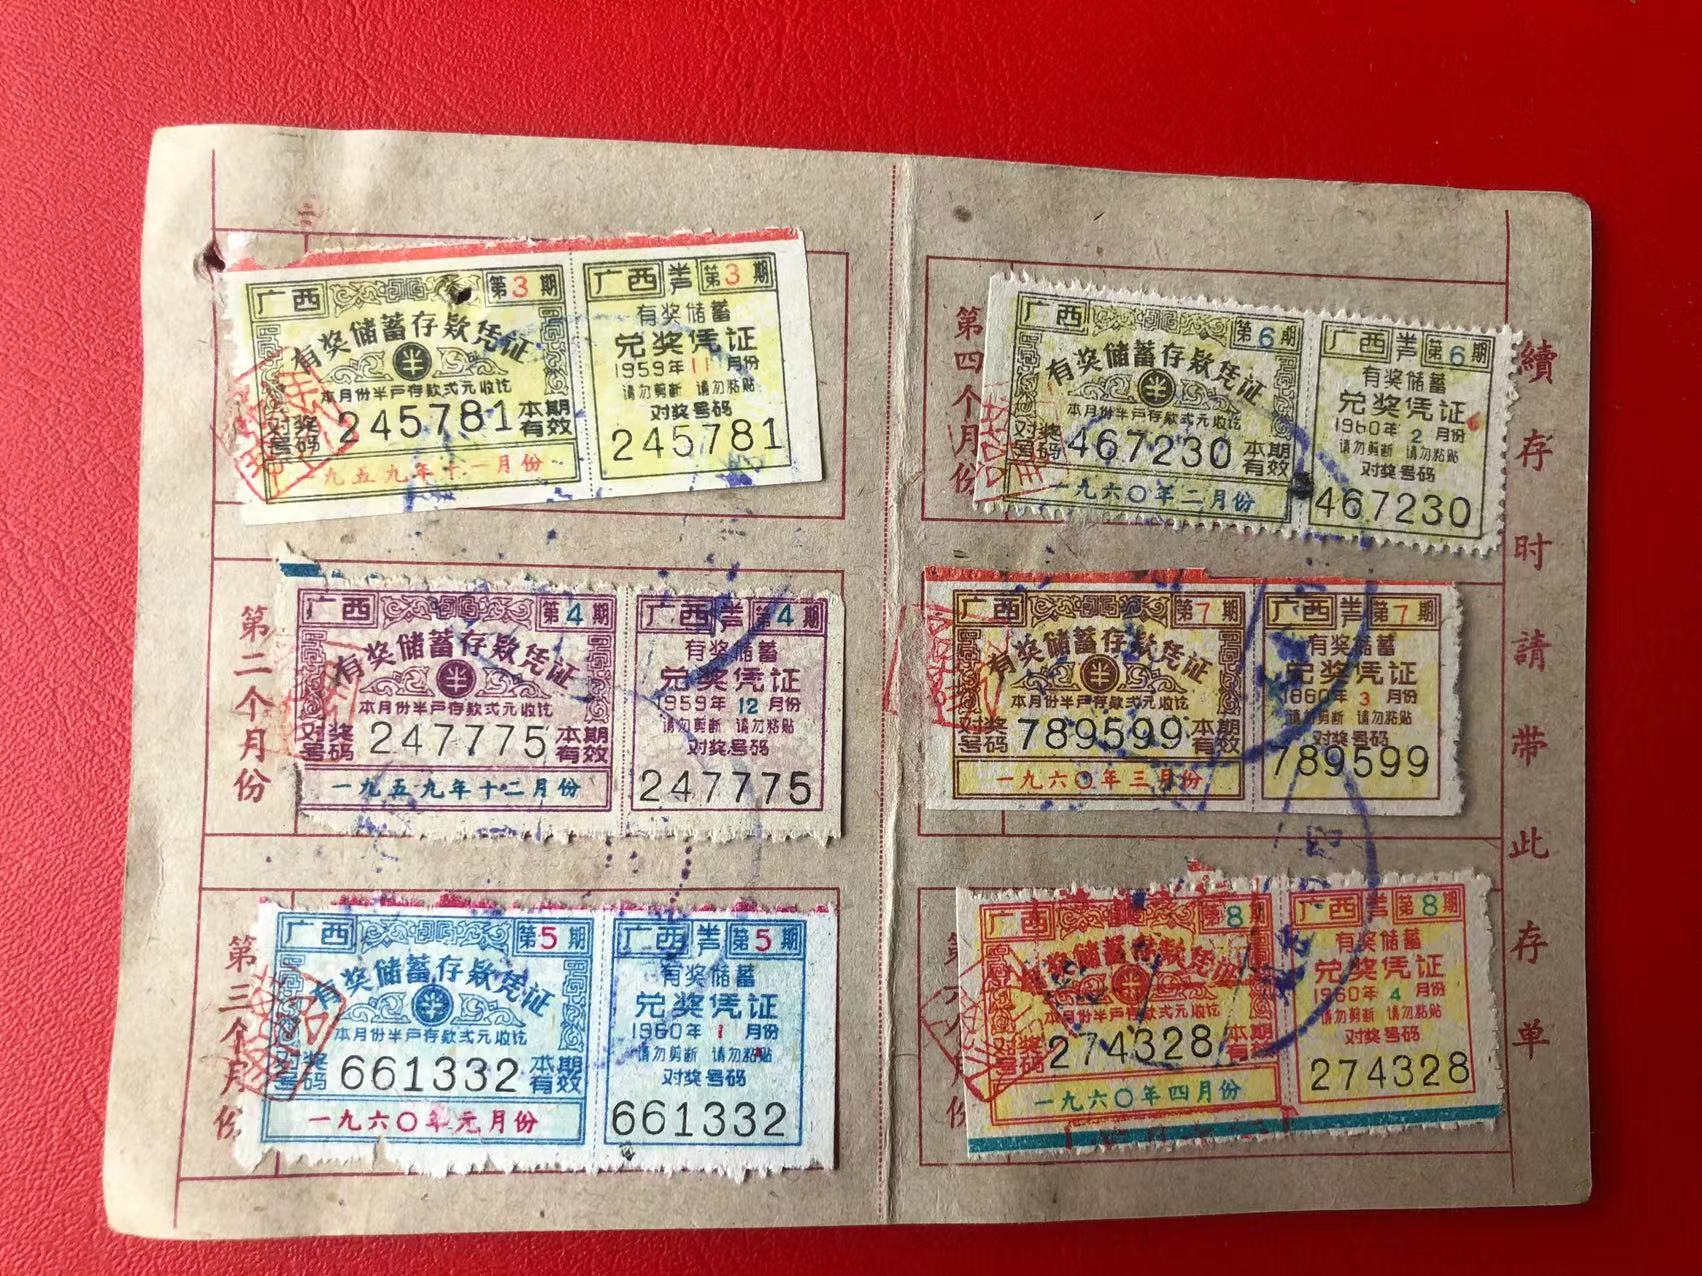 广西 第3期
有奖储蓄存款凭证
半
本月份半户存款弍元收讫
对奖号码 245781 本期有效
一九五九年十一月份
广西 第3期
有奖储蓄
兑奖凭证
1959年11月份
请勿剪断 请勿粘贴
对奖号码
245781
第二个月份
广西 第4期
有奖储蓄存款凭证
半
本月份半户存款弍元收讫
对奖号码 247775 本期有效
一九五九年十二月份
广西 第4期
有奖储蓄
兑奖凭证
1959年12月份
请勿剪断 请勿粘贴
对奖号码
247775
第三个月份
广西 第5期
有奖储蓄存款凭证
半
本月份半户存款弍元收讫
对奖号码 661332 本期有效
一九六〇年元月份
广西 第5期
有奖储蓄
兑奖凭证
1960年1月份
请勿剪断 请勿粘贴
对奖号码
661332
第四个月份
广西 第6期
有奖储蓄存款凭证
半
本月份半户存款弍元收讫
对奖号码 467230 本期有效
一九六〇年二月份
广西 第6期
有奖储蓄
兑奖凭证
1960年2月份
请勿剪断 请勿粘贴
对奖号码
467230
广西 第7期
有奖储蓄存款凭证
半
本月份半户存款弍元收讫
对奖号码 789599 本期有效
一九六〇年三月份
广西 第7期
有奖储蓄
兑奖凭证
1960年3月份
请勿剪断 请勿粘贴
对奖号码
789599
份
广西 第8期
有奖储蓄存款凭证
半
本月份半户存款弍元收讫
对奖号码 274328 本期有效
一九六〇年四月份
广西 第8期
有奖储蓄
兑奖凭证
1960年4月份
请勿剪断 请勿粘贴
对奖号码
274328
續存时請带此存单